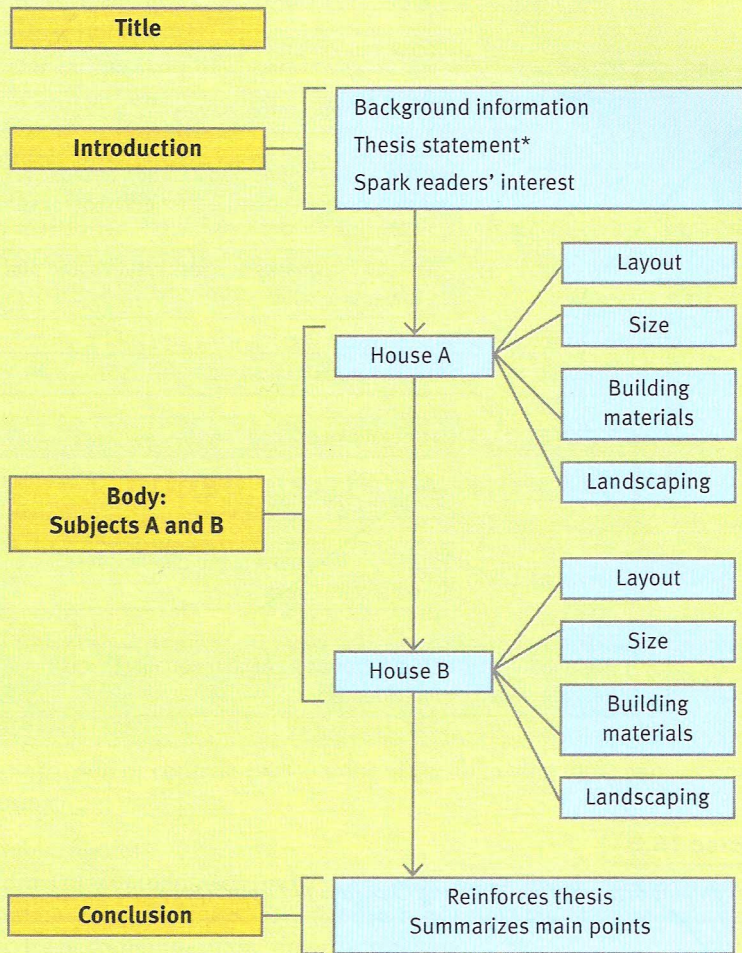 Title
Introduction
Background information
Thesis statement*
Spark readers’ interest
Body:
Subjects A and B
House A
Layout
Size
Building
materials
Landscaping
House B
Layout
Size
Building
materials
Landscaping
Conclusion
Reinforces thesis
Summarizes main points